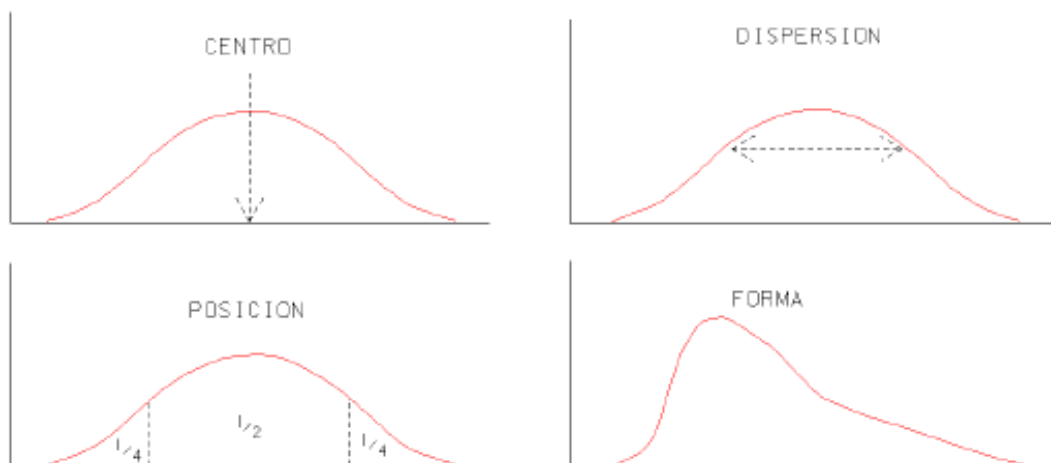 CENTRO
DISPERSION
POSICION
1/4
1/2
1/4
FORMA